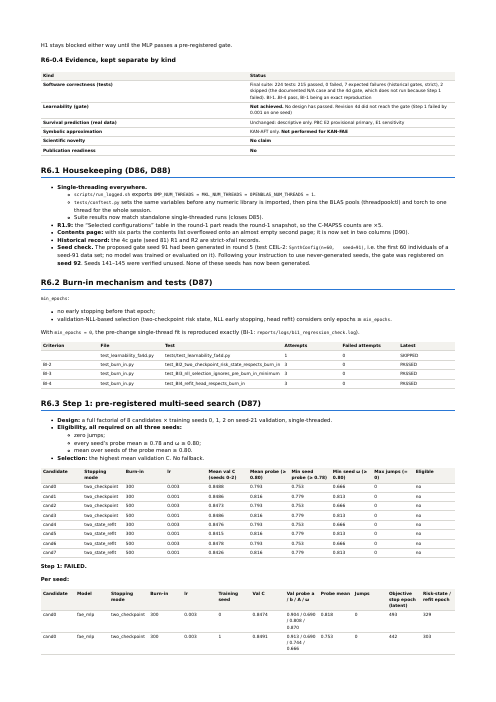 H1 stays blocked either way until the MLP passes a pre-registered gate.
R6-0.4 Evidence, kept separate by kind
Kind Status
Software correctness (tests) Final suite: 224 tests: 215 passed, 0 failed, 7 expected failures (historical gates, strict), 2
skipped (the documented N/A case and the 4d gate, which does not run because Step 1
failed). BI-1..BI-4 pass, BI-1 being an exact reproduction
Learnability (gate) Not achieved. No design has passed. Revision 4d did not reach the gate (Step 1 failed by
0.001 on one seed)
Survival prediction (real data) Unchanged: descriptive only. PBC E2 provisional primary, E1 sensitivity
Symbolic approximation KAN-AFT only. Not performed for KAN-FAE
Scientific novelty No claim
Publication readiness No
R6.1 Housekeeping (D86, D88)
• Single-threading everywhere.
scripts/run_logged.sh exports OMP_NUM_THREADS = MKL_NUM_THREADS = OPENBLAS_NUM_THREADS = 1.
tests/conftest.py sets the same variables before any numeric library is imported, then pins the BLAS pools (threadpoolctl) and torch to one
thread for the whole session.
Suite results now match standalone single-threaded runs (closes D85).
• R1.9: the "Selected configurations" table in the round-1 part reads the round-1 snapshot, so the C-MAPSS counts are ×5.
• Contents page: with six parts the contents list overflowed onto an almost empty second page; it is now set in two columns (D90).
• Historical record: the 4c gate (seed 81) R1 and R2 are strict-xfail records.
• Seed check. The proposed gate seed 91 had been generated in round 5 (test CEIL-2: SynthConfig(n=60, seed=91), i.e. the first 60 individuals of a
seed-91 data set; no model was trained or evaluated on it). Following your instruction to use never-generated seeds, the gate was registered on
seed 92. Seeds 141–145 were verified unused. None of these seeds has now been generated.
R6.2 Burn-in mechanism and tests (D87)
min_epochs:
• no early stopping before that epoch;
• validation-NLL-based selection (two-checkpoint risk state, NLL early stopping, head refit) considers only epochs ≥ min_epochs.
With min_epochs = 0, the pre-change single-thread fit is reproduced exactly (BI-1: reports/logs/bi1_regression_check.log).
Criterion File Test Attempts Failed attempts Latest
test_learnability_fae4d.py tests/test_learnability_fae4d.py 1 0 SKIPPED
BI-2 test_burn_in.py test_BI2_two_checkpoint_risk_state_respects_burn_in 3 0 PASSED
BI-3 test_burn_in.py test_BI3_nll_selection_ignores_pre_burn_in_minimum 3 0 PASSED
BI-4 test_burn_in.py test_BI4_refit_head_respects_burn_in 3 0 PASSED
R6.3 Step 1: pre-registered multi-seed search (D87)
• Design: a full factorial of 8 candidates × training seeds 0, 1, 2 on seed-21 validation, single-threaded.
• Eligibility, all required on all three seeds:
zero jumps;
every seed's probe mean ≥ 0.78 and ω ≥ 0.80;
mean over seeds of the probe mean ≥ 0.80.
• Selection: the highest mean validation C. No fallback.
Candidate Stopping mode Burn-in lr Mean val C (seeds 0-2) Mean probe (≥ 0.80) Min seed probe (≥ 0.78) Min seed ω (≥ 0.80) Max jumps (= 0) Eligible
cand0 two_checkpoint 300 0.003 0.8488 0.793 0.753 0.666 0 no
cand1 two_checkpoint 300 0.001 0.8486 0.816 0.779 0.813 0 no
cand2 two_checkpoint 500 0.003 0.8473 0.793 0.753 0.666 0 no
cand3 two_checkpoint 500 0.001 0.8486 0.816 0.779 0.813 0 no
cand4 two_state_refit 300 0.003 0.8476 0.793 0.753 0.666 0 no
cand5 two_state_refit 300 0.001 0.8415 0.816 0.779 0.813 0 no
cand6 two_state_refit 500 0.003 0.8478 0.793 0.753 0.666 0 no
cand7 two_state_refit 500 0.001 0.8426 0.816 0.779 0.813 0 no
Step 1: FAILED.
Per seed:
Candidate Model Stopping mode Burn-in lr Training seed Val C Val probe a / b / A / ω Probe mean Jumps Objective stop epoch (latent) Risk-state / refit epoch
cand0 fae_mlp two_checkpoint 300 0.003 0 0.8474 0.904 / 0.690 / 0.808 / 0.870 0.818 0 493 329
cand0 fae_mlp two_checkpoint 300 0.003 1 0.8491 0.913 / 0.690 / 0.744 / 0.666 0.753 0 442 303